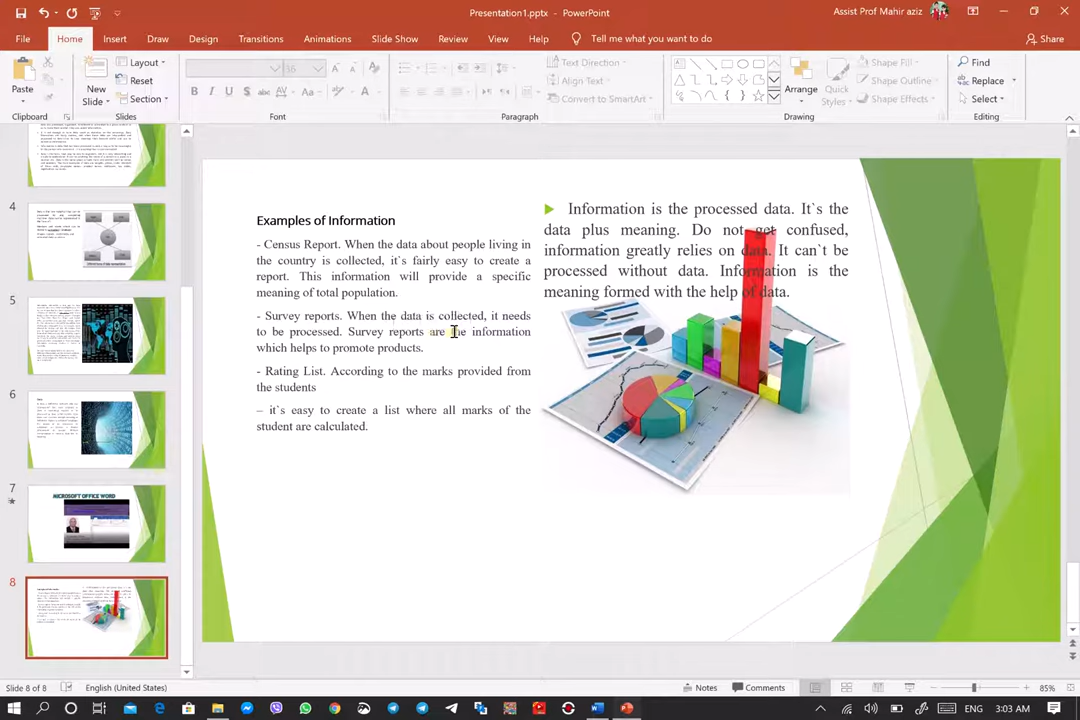 Presentation1.pptx - PowerPoint
Assist Prof Mahir aziz
File Home Insert Draw Design Transitions Animations Slide Show Review View Help Tell me what you want to do Share
Paste
Clipboard
New
Slide
Layout
Reset
Section
Slides
36
B I U S abc AV Aa A
Font
Text Direction
Align Text
Convert to SmartArt
Paragraph
Arrange
Quick
Styles
Shape Fill
Shape Outline
Shape Effects
Drawing
Find
Replace
Select
Editing
4
5
6
7
MICROSOFT OFFICE WORD
8
Examples of Information
- Census Report. When the data about people living in
the country is collected, it`s fairly easy to create a
report. This information will provide a specific
meaning of total population.
- Survey reports. When the data is collected, it needs
to be processed. Survey reports are the information
which helps to promote products.
- Rating List. According to the marks provided from
the students
– it`s easy to create a list where all marks of the
student are calculated.
Information is the processed data. It`s the
data plus meaning. Do not get confused,
information greatly relies on data. It can`t be
processed without data. Information is the
meaning formed with the help of data.
Slide 8 of 8 English (United States) Notes Comments 85%
ENG 3:03 AM